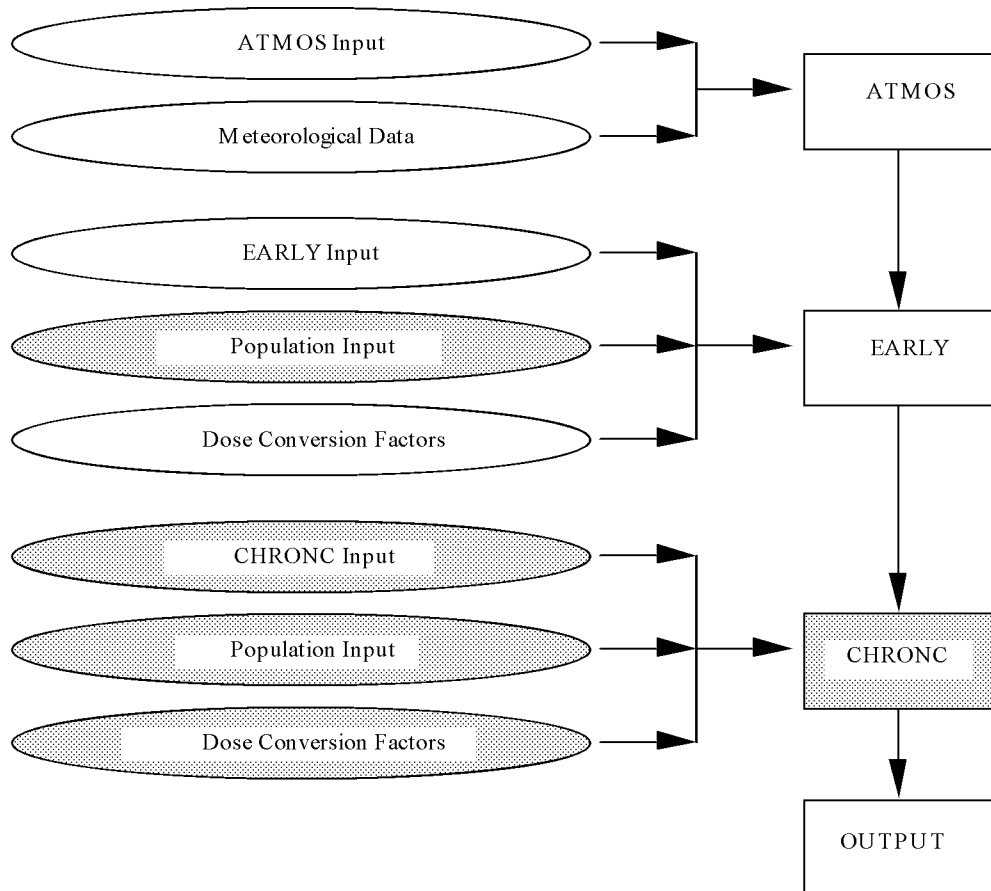 ATMOS Input
Meteorological Data
ATMOS
EARLY Input
Population Input
Dose Conversion Factors
EARLY
CHRONC Input
Population Input
Dose Conversion Factors
CHRONC
OUTPUT